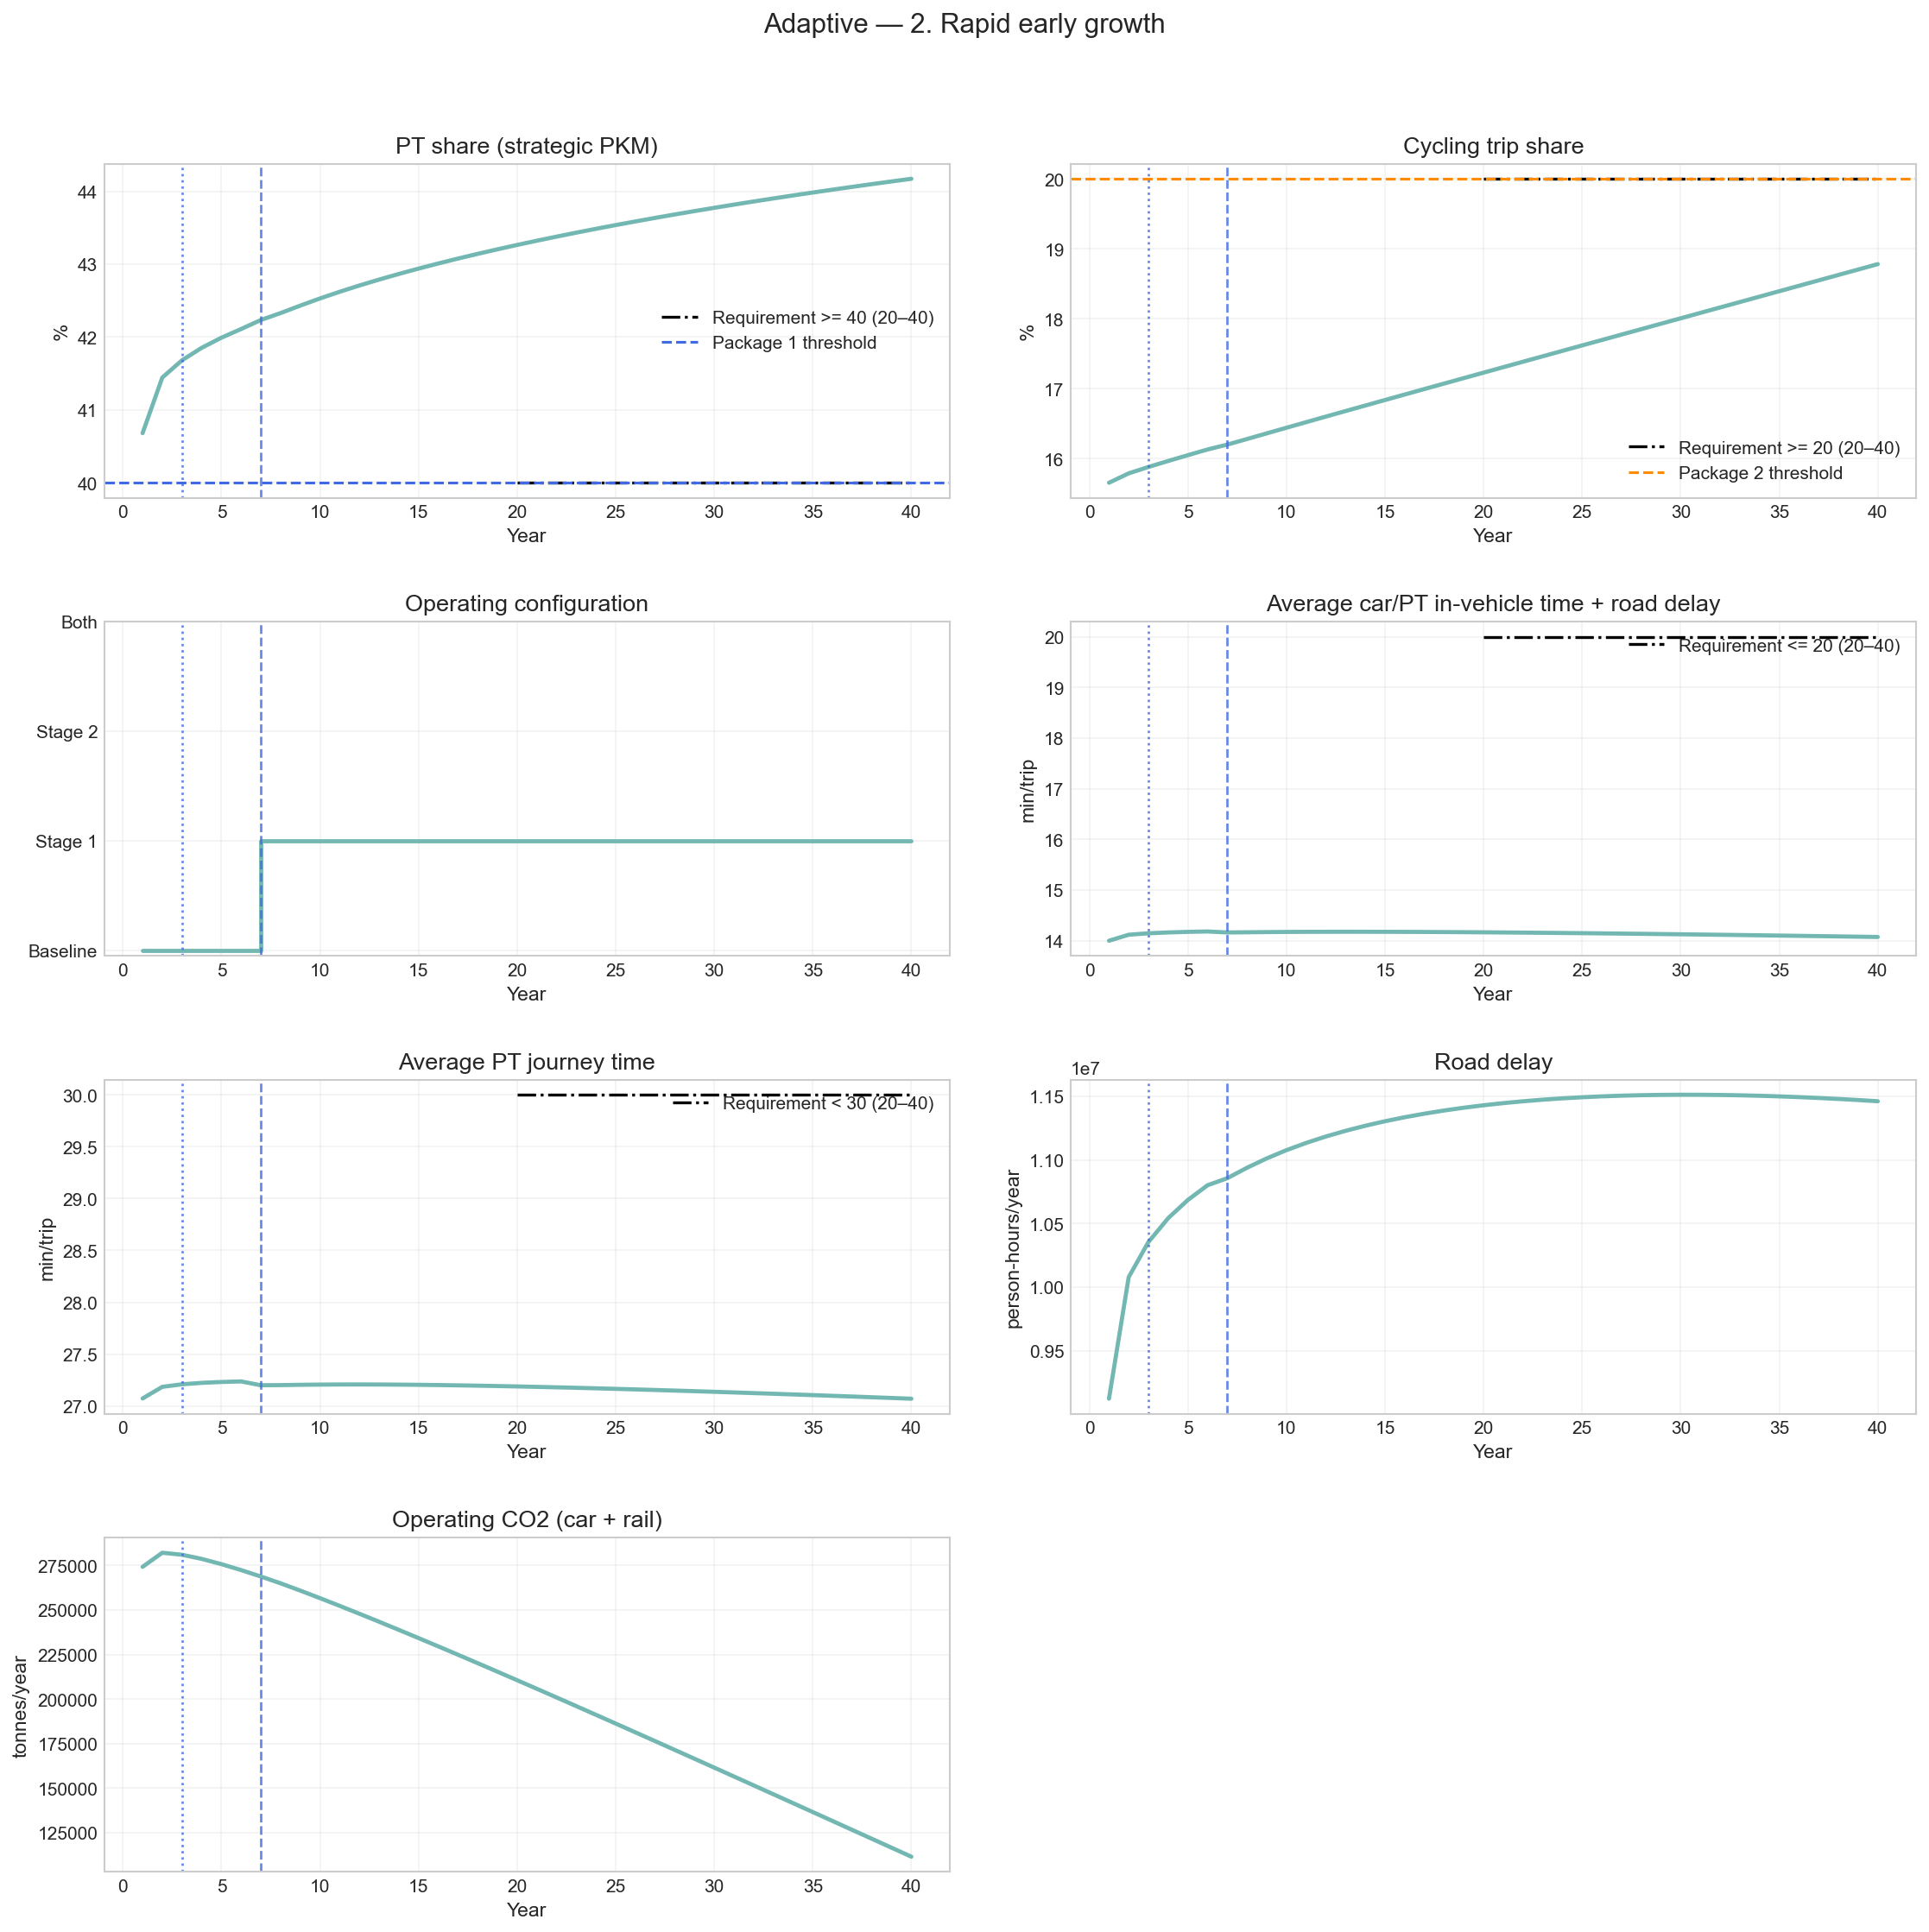 Adaptive — 2. Rapid early growth
PT share (strategic PKM)
44
43
42
41
40
%
Requirement >= 40 (20–40)
Package 1 threshold
0 5 10 15 20 25 30 35 40
Year
Cycling trip share
20
19
18
17
16
%
Requirement >= 20 (20–40)
Package 2 threshold
0 5 10 15 20 25 30 35 40
Year
Operating configuration
Both
Stage 2
Stage 1
Baseline
0 5 10 15 20 25 30 35 40
Year
Average car/PT in-vehicle time + road delay
20
19
18
17
16
15
14
min/trip
Requirement <= 20 (20–40)
0 5 10 15 20 25 30 35 40
Year
Average PT journey time
30.0
29.5
29.0
28.5
28.0
27.5
27.0
min/trip
Requirement < 30 (20–40)
0 5 10 15 20 25 30 35 40
Year
Road delay
1e7
1.15
1.10
1.05
1.00
0.95
person-hours/year
0 5 10 15 20 25 30 35 40
Year
Operating CO2 (car + rail)
275000
250000
225000
200000
175000
150000
125000
tonnes/year
0 5 10 15 20 25 30 35 40
Year